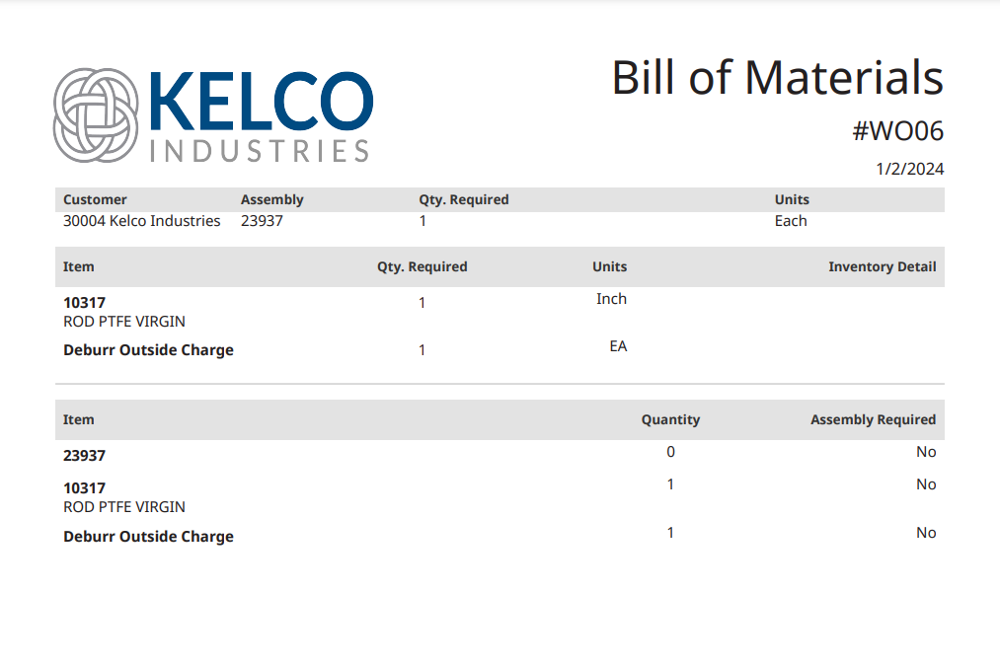 KELCO
INDUSTRIES
Bill of Materials
#WO06
1/2/2024
Customer Assembly Qty. Required Units
30004 Kelco Industries 23937 1 Each
Item Qty. Required Units Inventory Detail
10317 1 Inch
ROD PTFE VIRGIN
Deburr Outside Charge 1 EA
Item Quantity Assembly Required
23937 0 No
10317 1 No
ROD PTFE VIRGIN
Deburr Outside Charge 1 No